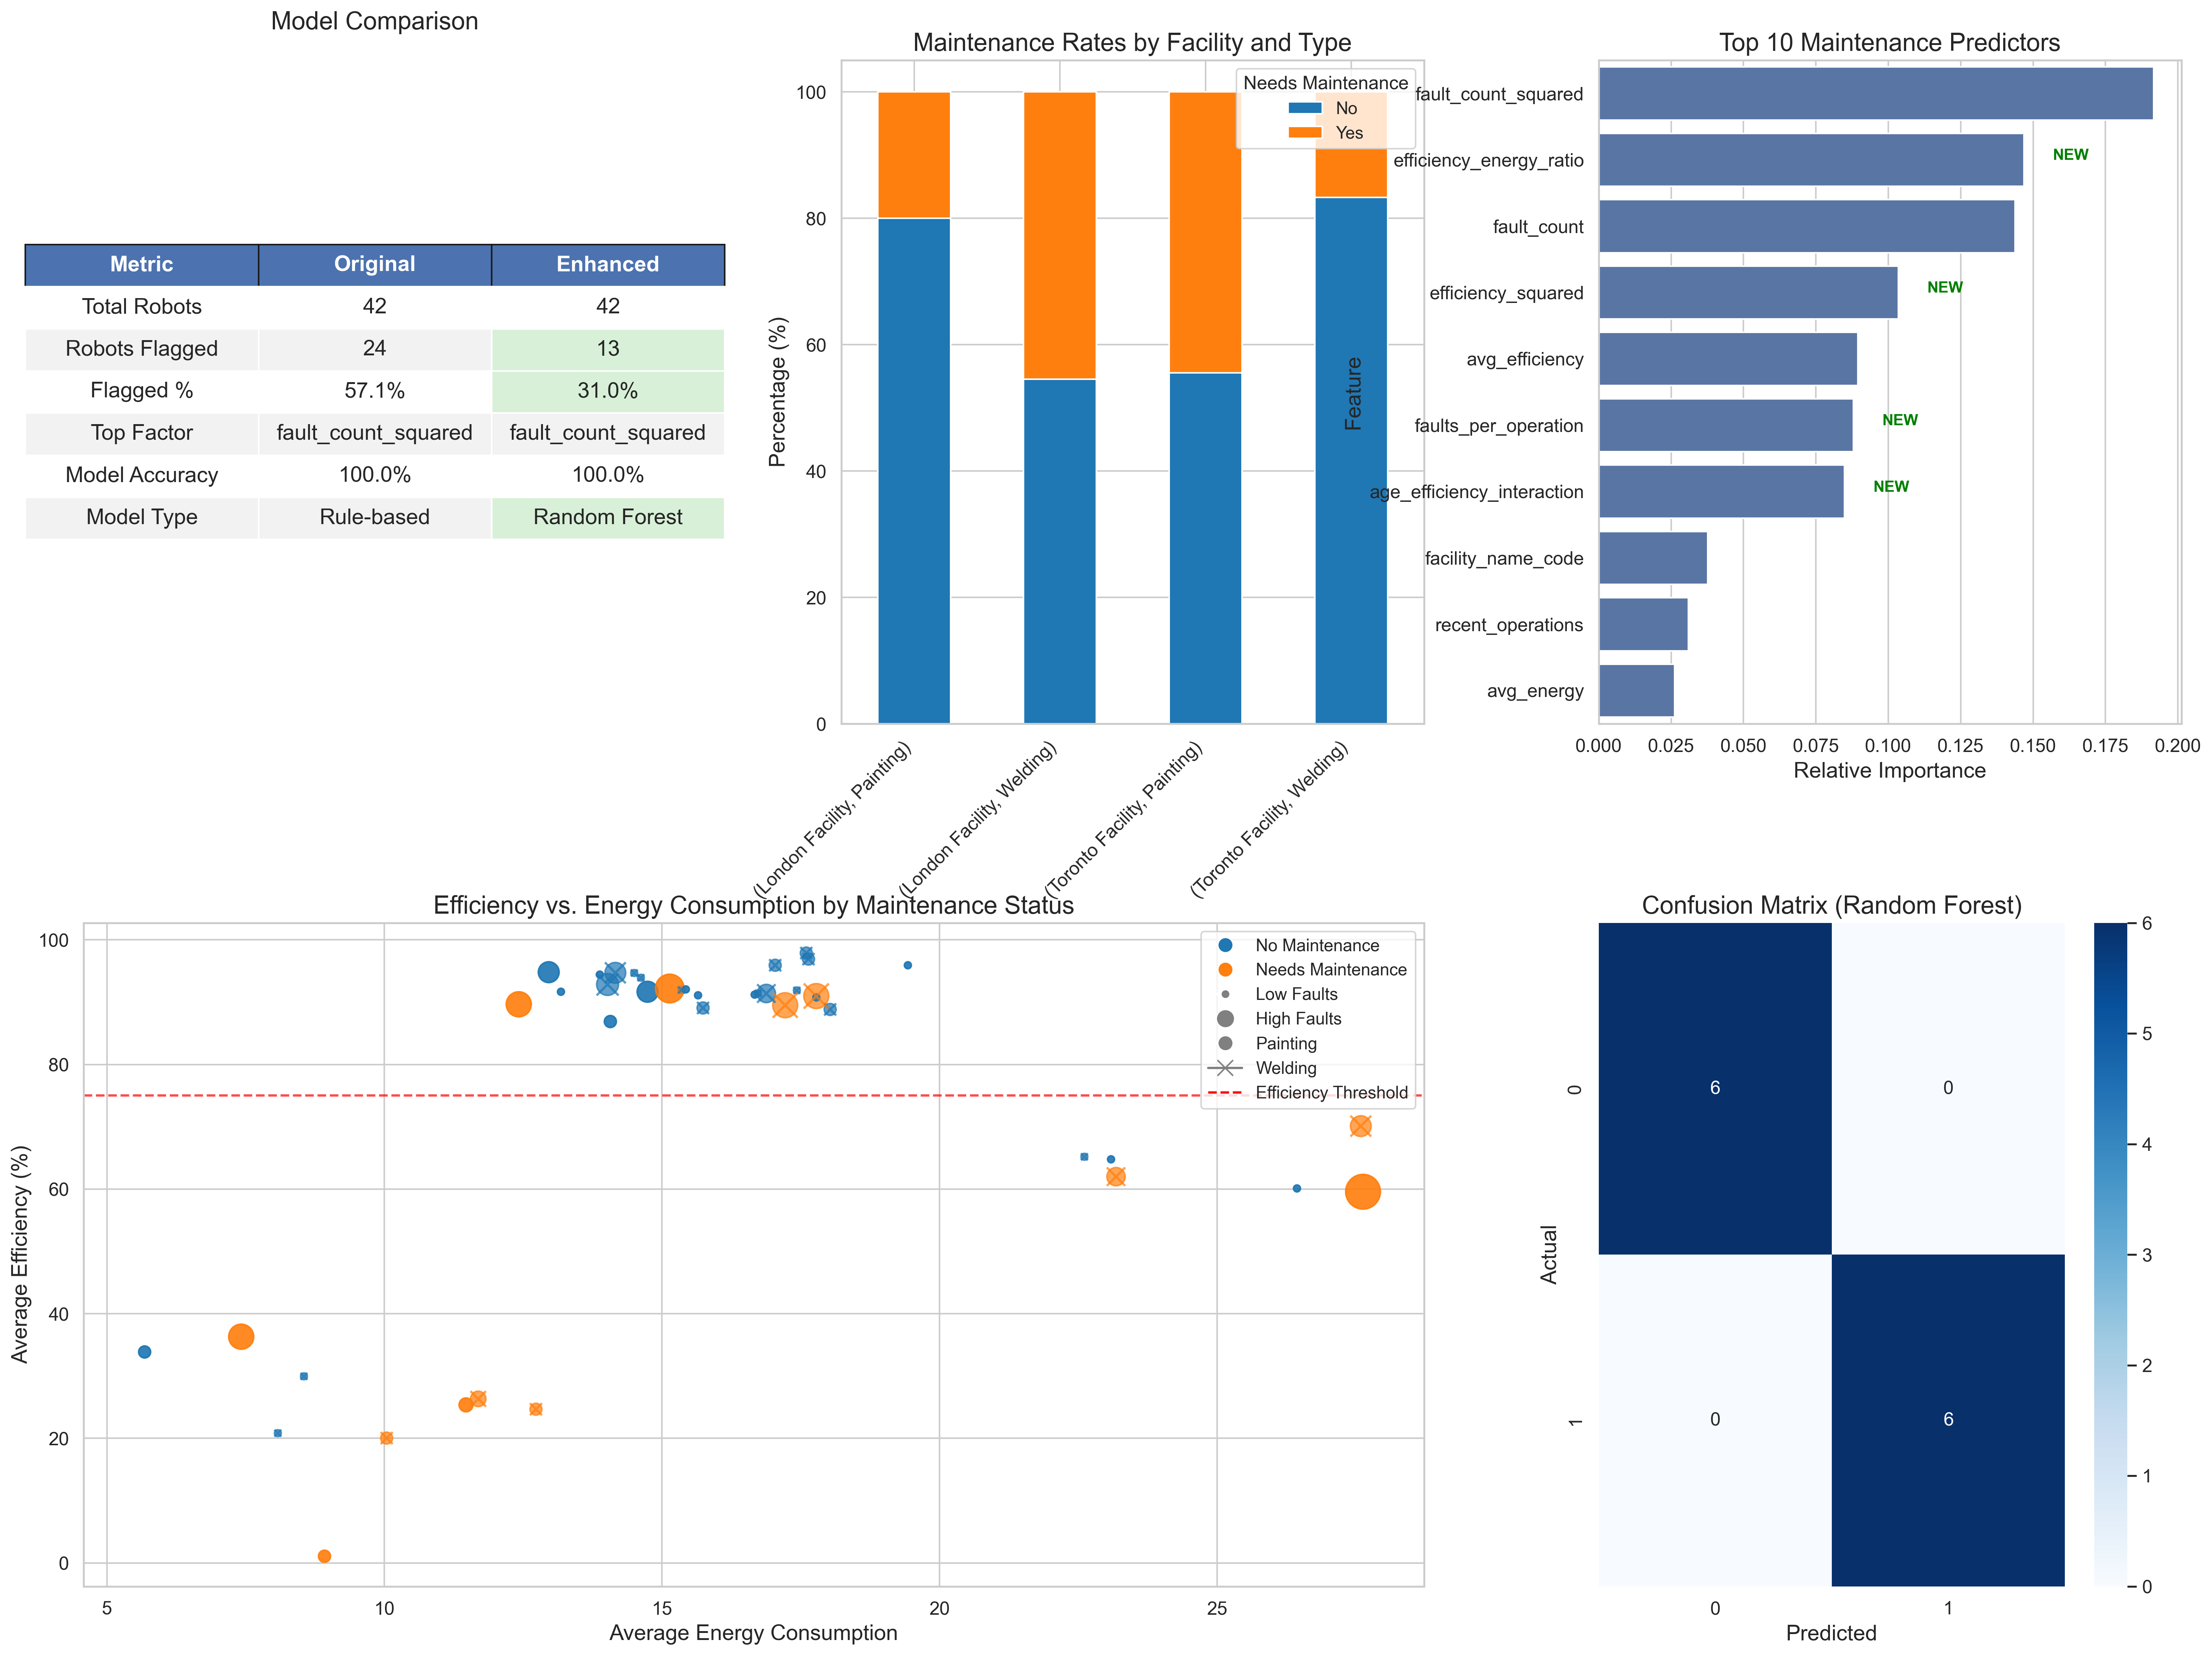 Model Comparison
Metric Original Enhanced
Total Robots 42 42
Robots Flagged 24 13
Flagged % 57.1% 31.0%
Top Factor fault_count_squared fault_count_squared
Model Accuracy 100.0% 100.0%
Model Type Rule-based Random Forest
Maintenance Rates by Facility and Type
Percentage (%)
100
80
60
40
20
0
Needs Maintenance
No
Yes
(London Facility, Painting)
(London Facility, Welding)
(Toronto Facility, Painting)
(Toronto Facility, Welding)
Top 10 Maintenance Predictors
Feature
fault_count_squared
efficiency_energy_ratio NEW
fault_count
efficiency_squared NEW
avg_efficiency
faults_per_operation NEW
age_efficiency_interaction NEW
facility_name_code
recent_operations
avg_energy
0.000 0.025 0.050 0.075 0.100 0.125 0.150 0.175 0.200
Relative Importance
Efficiency vs. Energy Consumption by Maintenance Status
Average Efficiency (%)
100
80
60
40
20
0
No Maintenance
Needs Maintenance
Low Faults
High Faults
Painting
Welding
Efficiency Threshold
5 10 15 20 25
Average Energy Consumption
Confusion Matrix (Random Forest)
Actual
0
1
6 0
0 6
0 1
Predicted
6
5
4
3
2
1
0